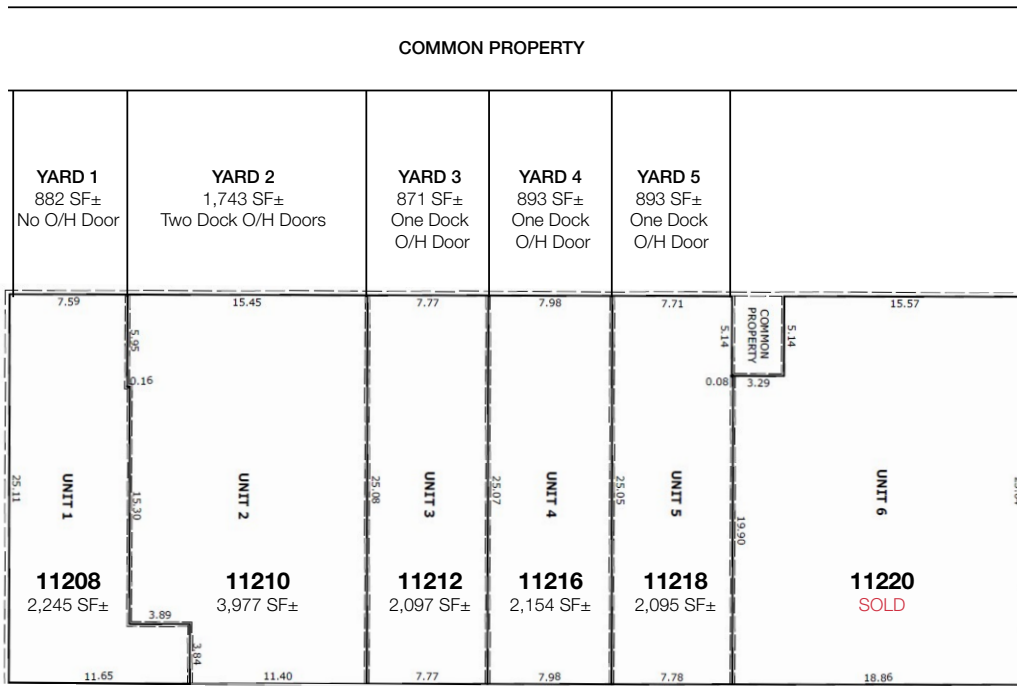 COMMON PROPERTY
YARD 1
882 SF±
No O/H Door
YARD 2
1,743 SF±
Two Dock O/H Doors
YARD 3
871 SF±
One Dock
O/H Door
YARD 4
893 SF±
One Dock
O/H Door
YARD 5
893 SF±
One Dock
O/H Door
7.59
15.45
7.77
7.98
7.71
15.57
5.95
0.16
5.14
COMMON
PROPERTY
5.14
0.08
3.29
25.11
UNIT 1
15.30
UNIT 2
25.08
UNIT 3
25.07
UNIT 4
25.05
UNIT 5
19.90
UNIT 6
11208
2,245 SF±
11210
3,977 SF±
11212
2,097 SF±
11216
2,154 SF±
11218
2,095 SF±
11220
SOLD
3.89
3.84
11.65
11.40
7.77
7.98
7.78
18.86